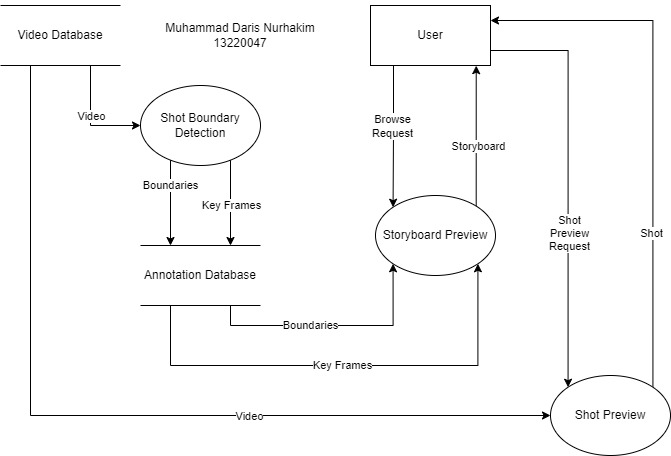 Video Database
Muhammad Daris Nurhakim
13220047
User
Video
Shot Boundary
Detection
Browse
Request
Storyboard
Boundaries
Key Frames
Shot
Preview
Request
Shot
Storyboard Preview
Annotation Database
Boundaries
Key Frames
Video
Shot Preview